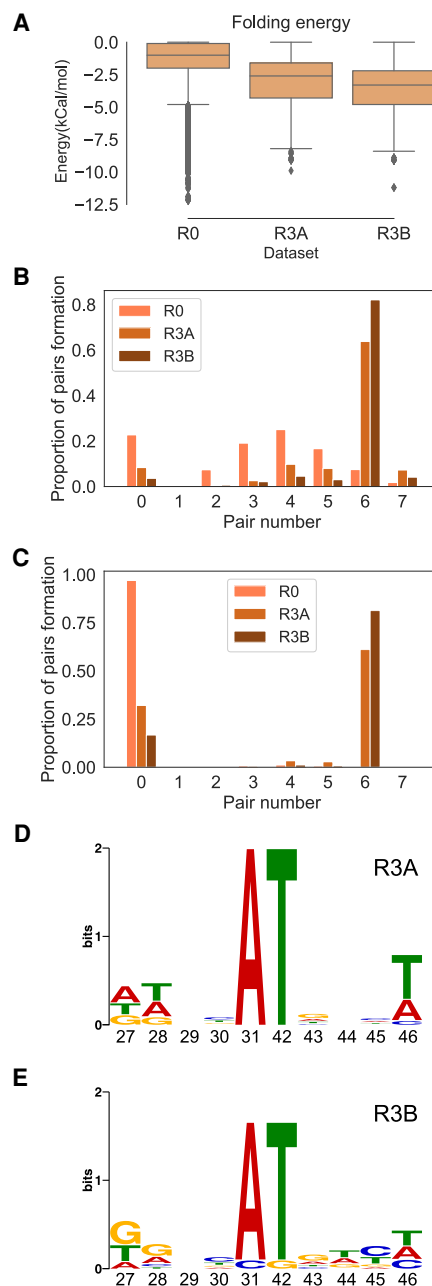 A
Folding energy
Energy(kCal/mol)
0.0
−2.5
−5.0
−7.5
−10.0
−12.5
R0 R3A R3B
Dataset
B
Proportion of pairs formation
0.8
0.6
0.4
0.2
0.0
R0
R3A
R3B
0 1 2 3 4 5 6 7
Pair number
C
Proportion of pairs formation
1.00
0.75
0.50
0.25
0.00
R0
R3A
R3B
0 1 2 3 4 5 6 7
Pair number
D
R3A
bits
2
1
0
A T G
T A G
A
T
T A
27 28 29 30 31 42 43 44 45 46
E
R3B
bits
2
1
0
G T A
G A
A C
T G
G
T
C T
T A C
27 28 29 30 31 42 43 44 45 46